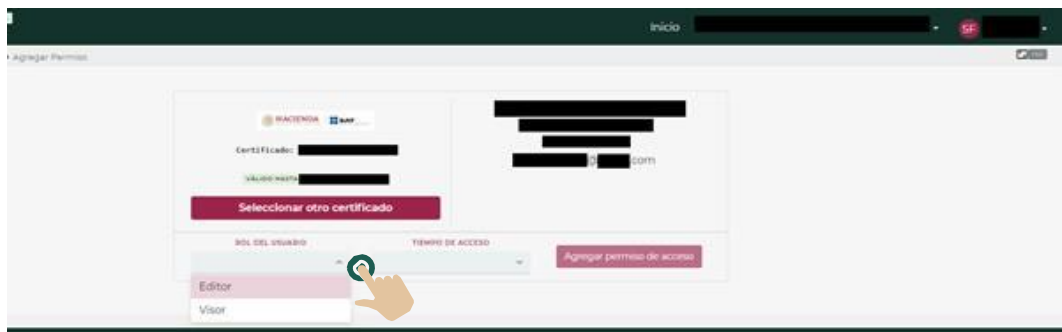 Inicio
SF
Agregar Permiso
HACIENDA SAT
Certificado:
VÁLIDO HASTA
@ com
Seleccionar otro certificado
ROL DEL USUARIO
TIEMPO DE ACCESO
Agregar permiso de acceso
Editor
Visor